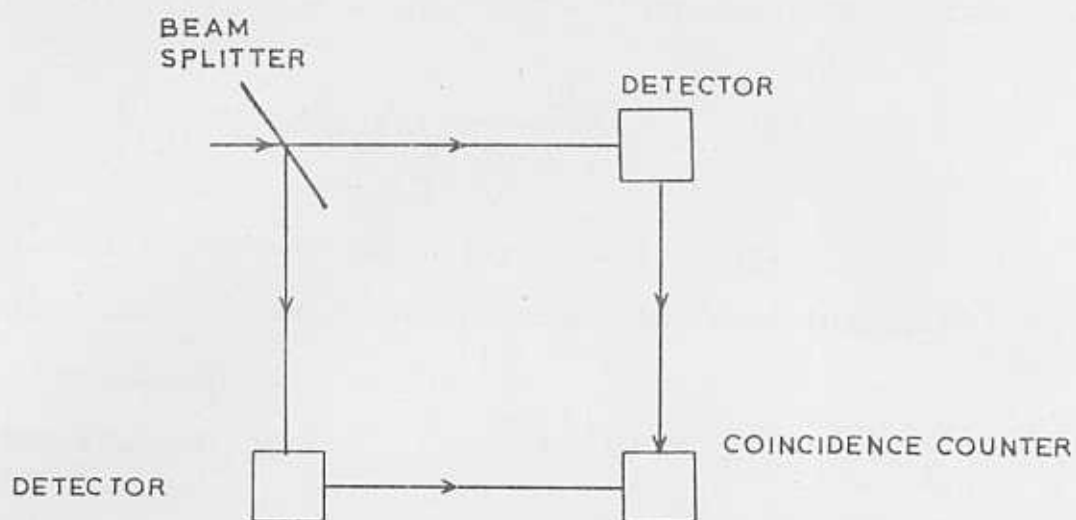 BEAM
SPLITTER
DETECTOR
COINCIDENCE COUNTER
DETECTOR